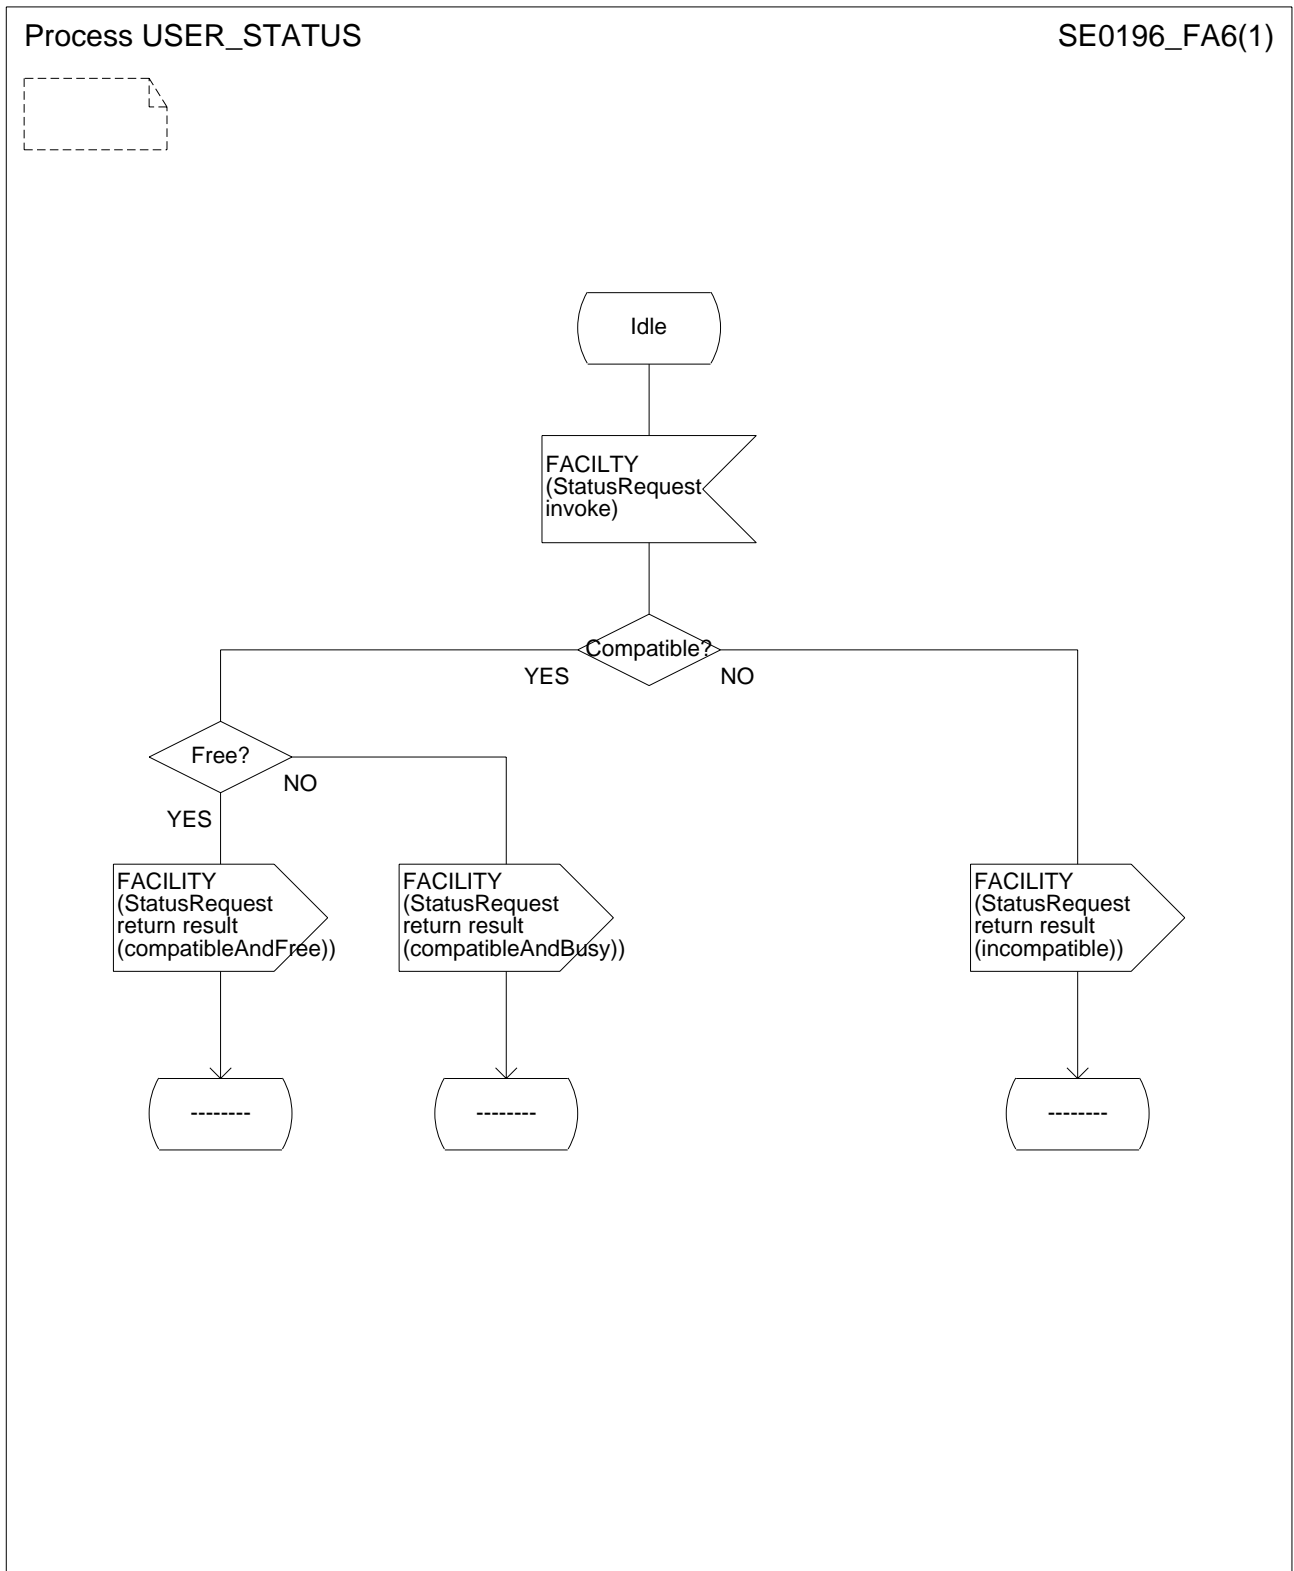 Process USER_STATUS
SE0196_FA6(1)
Idle
FACILTY
(StatusRequest
invoke)
Compatible?
YES
NO
Free?
NO
YES
FACILITY
(StatusRequest
return result
(compatibleAndFree))
FACILITY
(StatusRequest
return result
(compatibleAndBusy))
FACILITY
(StatusRequest
return result
(incompatible))
--------
--------
--------